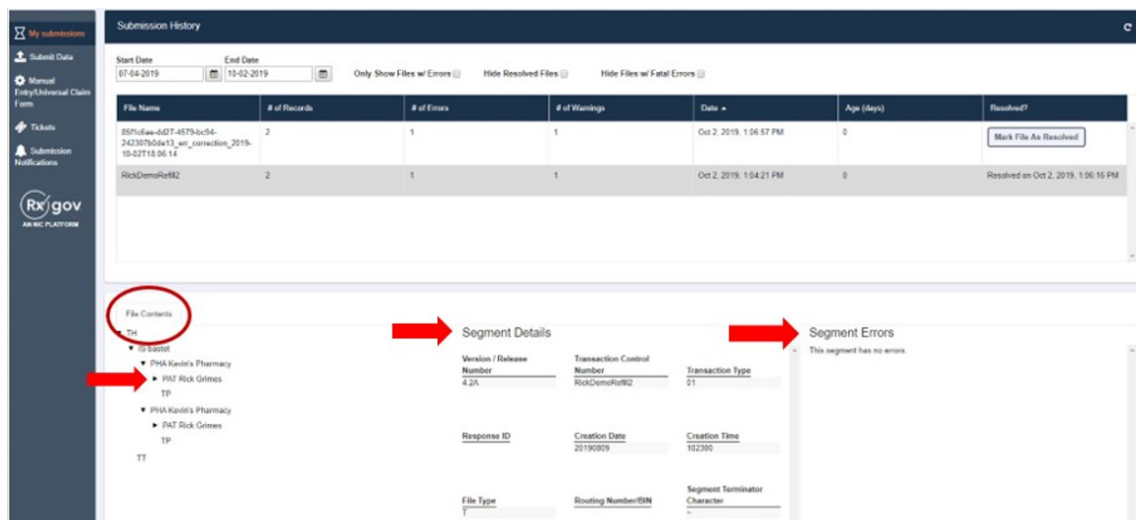 My submissions
Submit Data
Manual
Entry/Universal Claim
Form
Tickets
Submission
Notifications
Rx gov
AN NIC PLATFORM
Submission History
Start Date
End Date
07-04-2019
10-02-2019
Only Show Files w/ Errors
Hide Resolved Files
Hide Files w/ Fatal Errors
File Name # of Records # of Errors # of Warnings Date Age (days) Resolved?
2 1 1 Oct 2, 2019, 1:06:57 PM 0 Mark File As Resolved
10-02T18.06.14
RickDemoRefill2 2 1 1 Oct 2, 2019, 1:04:21 PM 0 Resolved on Oct 2, 2019, 1:06:16 PM
File Contents
TH
IS bastet
PHA Kevin's Pharmacy
PAT Rick Grimes
TP
PHA Kevin's Pharmacy
PAT Rick Grimes
TP
TT
Segment Details
Version / Release
Number
4.2A
Transaction Control
Number
RickDemoRefill2
Transaction Type
01
Response ID
Creation Date
20190809
Creation Time
102300
File Type
T
Routing Number/BIN
Segment Terminator
Character
~
Segment Errors
This segment has no errors.